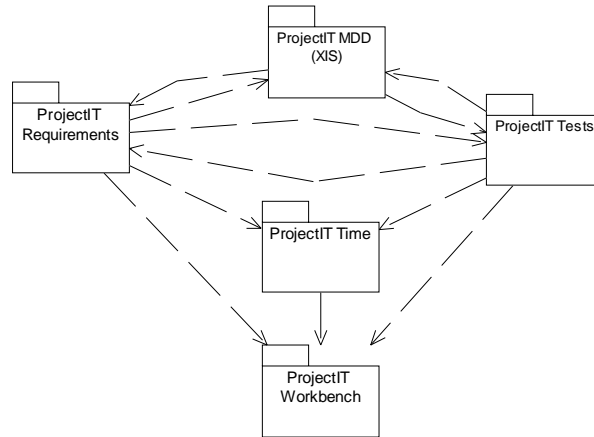 ProjectIT MDD
(XIS)
ProjectIT
Requirements
ProjectIT Tests
ProjectIT Time
ProjectIT
Workbench